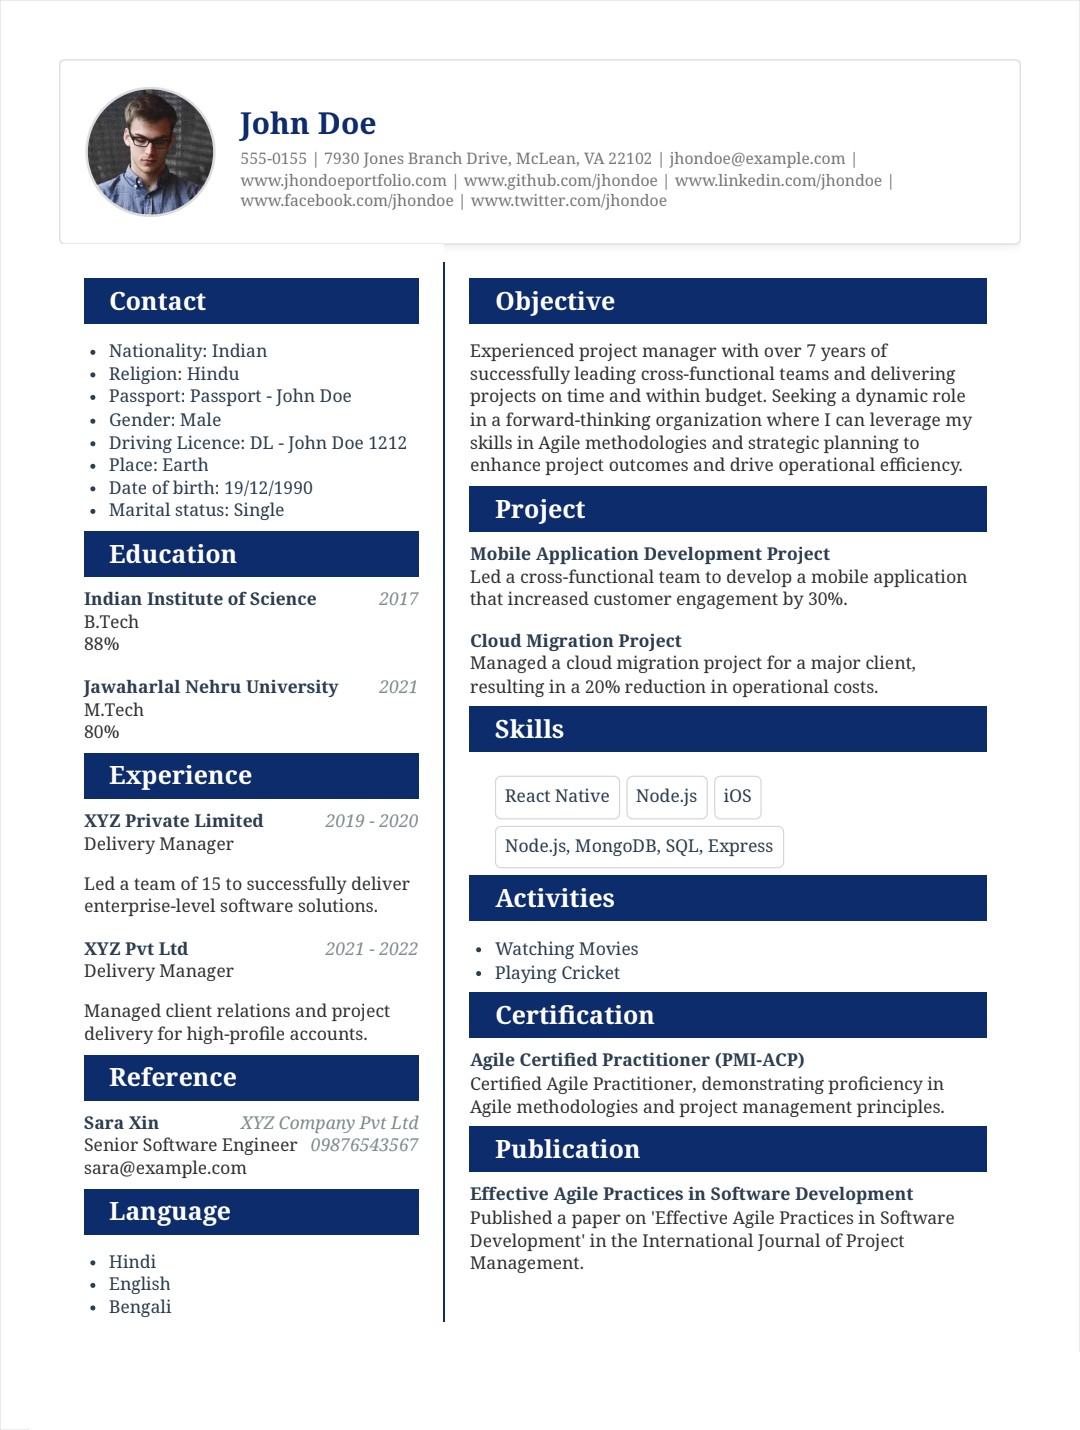 John Doe
555-0155 | 7930 Jones Branch Drive, McLean, VA 22102 | jhondoe@example.com |
www.jhondoeportfolio.com | www.github.com/jhondoe | www.linkedin.com/jhondoe |
www.facebook.com/jhondoe | www.twitter.com/jhondoe
Contact
• Nationality: Indian
• Religion: Hindu
• Passport: Passport - John Doe
• Gender: Male
• Driving Licence: DL - John Doe 1212
• Place: Earth
• Date of birth: 19/12/1990
• Marital status: Single
Education
Indian Institute of Science 2017
B.Tech
88%
Jawaharlal Nehru University 2021
M.Tech
80%
Experience
XYZ Private Limited 2019 - 2020
Delivery Manager
Led a team of 15 to successfully deliver
enterprise-level software solutions.
XYZ Pvt Ltd 2021 - 2022
Delivery Manager
Managed client relations and project
delivery for high-profile accounts.
Reference
Sara Xin XYZ Company Pvt Ltd
Senior Software Engineer 09876543567
sara@example.com
Language
• Hindi
• English
• Bengali
Objective
Experienced project manager with over 7 years of
successfully leading cross-functional teams and delivering
projects on time and within budget. Seeking a dynamic role
in a forward-thinking organization where I can leverage my
skills in Agile methodologies and strategic planning to
enhance project outcomes and drive operational efficiency.
Project
Mobile Application Development Project
Led a cross-functional team to develop a mobile application
that increased customer engagement by 30%.
Cloud Migration Project
Managed a cloud migration project for a major client,
resulting in a 20% reduction in operational costs.
Skills
React Native Node.js iOS
Node.js, MongoDB, SQL, Express
Activities
• Watching Movies
• Playing Cricket
Certification
Agile Certified Practitioner (PMI-ACP)
Certified Agile Practitioner, demonstrating proficiency in
Agile methodologies and project management principles.
Publication
Effective Agile Practices in Software Development
Published a paper on 'Effective Agile Practices in Software
Development' in the International Journal of Project
Management.